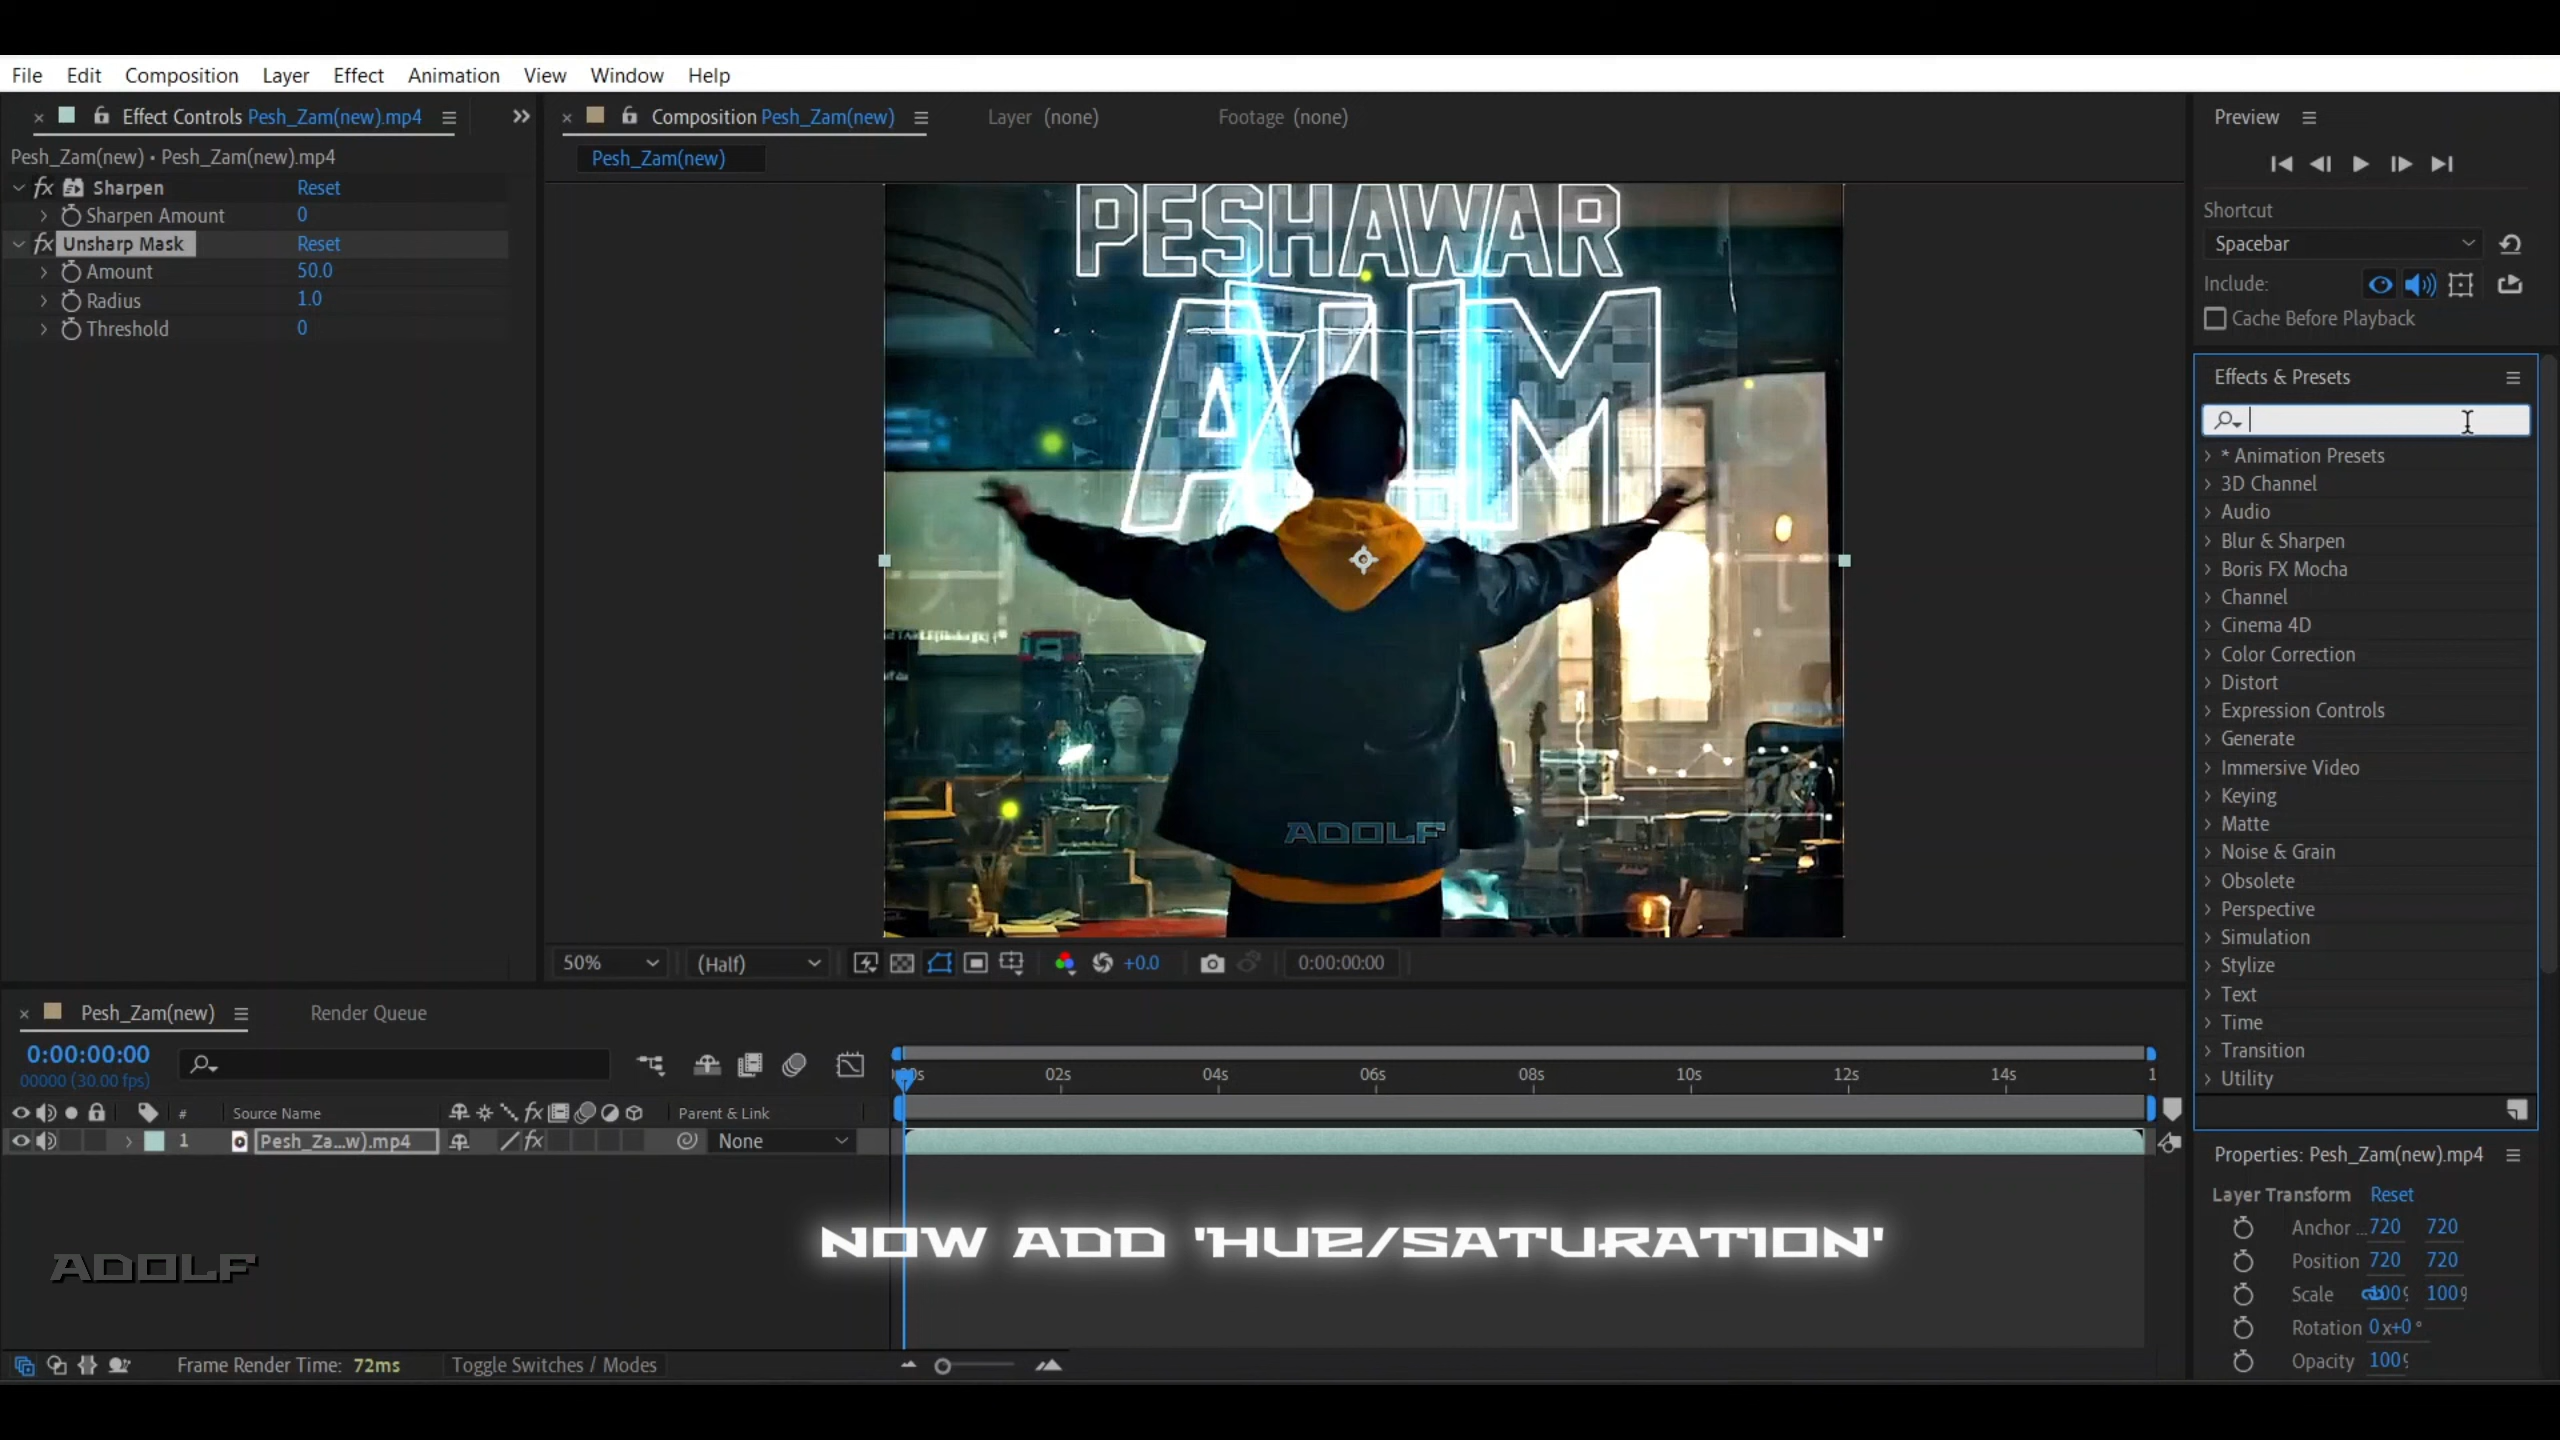 File Edit Composition Layer Effect Animation View Window Help
Effect Controls Pesh_Zam(new).mp4
Composition Pesh_Zam(new)
Layer (none)
Footage (none)
Pesh_Zam(new) • Pesh_Zam(new).mp4
Sharpen Reset
Sharpen Amount 0
Unsharp Mask Reset
Amount 50.0
Radius 1.0
Threshold 0
Pesh_Zam(new)
PESHAWAR
ADOLF
50% (Half) +0.0 0:00:00:00
Preview
Shortcut
Spacebar
Include:
Cache Before Playback
Effects & Presets
* Animation Presets
3D Channel
Audio
Blur & Sharpen
Boris FX Mocha
Channel
Cinema 4D
Color Correction
Distort
Expression Controls
Generate
Immersive Video
Keying
Matte
Noise & Grain
Obsolete
Perspective
Simulation
Stylize
Text
Time
Transition
Utility
Properties: Pesh_Zam(new).mp4
Layer Transform Reset
Anchor ... 720 720
Position 720 720
Scale 100 100
Rotation 0x+0°
Opacity 100
Pesh_Zam(new) Render Queue
0:00:00:00
00000 (30.00 fps)
02s 04s 06s 08s 10s 12s 14s
# Source Name Parent & Link
1 Pesh_Za...w).mp4 None
NOW ADD 'HUE/SATURATION'
ADOLF
Frame Render Time: 72ms Toggle Switches / Modes